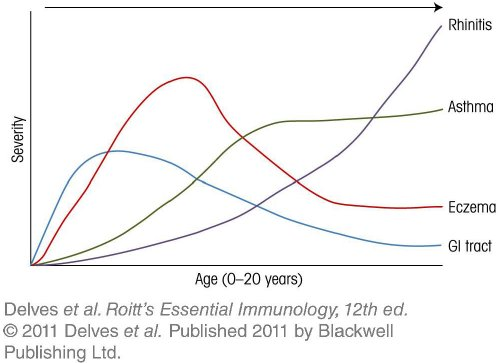 Rhinitis
Asthma
Severity
Eczema
GI tract
Age (0–20 years)
Delves et al. Roitt's Essential Immunology, 12th ed.
© 2011 Delves et al. Published 2011 by Blackwell
Publishing Ltd.